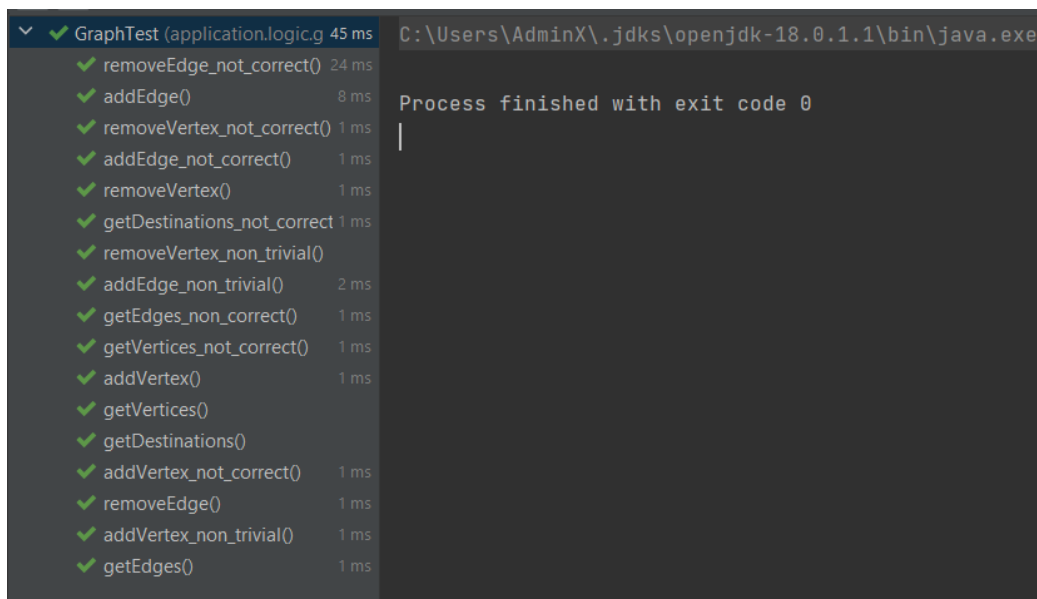 GraphTest (application.logic.g 45 ms
removeEdge_not_correct() 24 ms
addEdge() 8 ms
removeVertex_not_correct() 1 ms
addEdge_not_correct() 1 ms
removeVertex() 1 ms
getDestinations_not_correct 1 ms
removeVertex_non_trivial()
addEdge_non_trivial() 2 ms
getEdges_non_correct() 1 ms
getVertices_not_correct() 1 ms
addVertex() 1 ms
getVertices()
getDestinations()
addVertex_not_correct() 1 ms
removeEdge() 1 ms
addVertex_non_trivial() 1 ms
getEdges() 1 ms
C:\Users\AdminX\.jdks\openjdk-18.0.1.1\bin\java.exe
Process finished with exit code 0